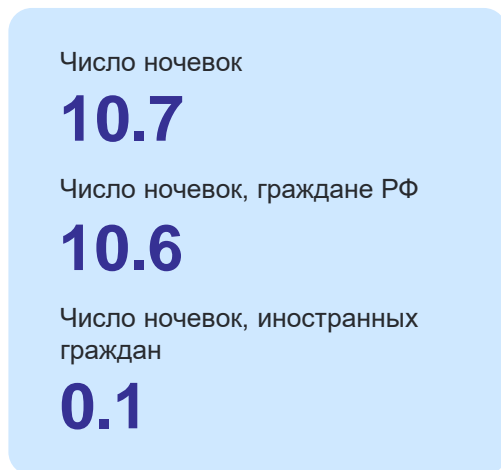 Число ночевок
10.7
Число ночевок, граждане РФ
10.6
Число ночевок, иностранных
граждан
0.1